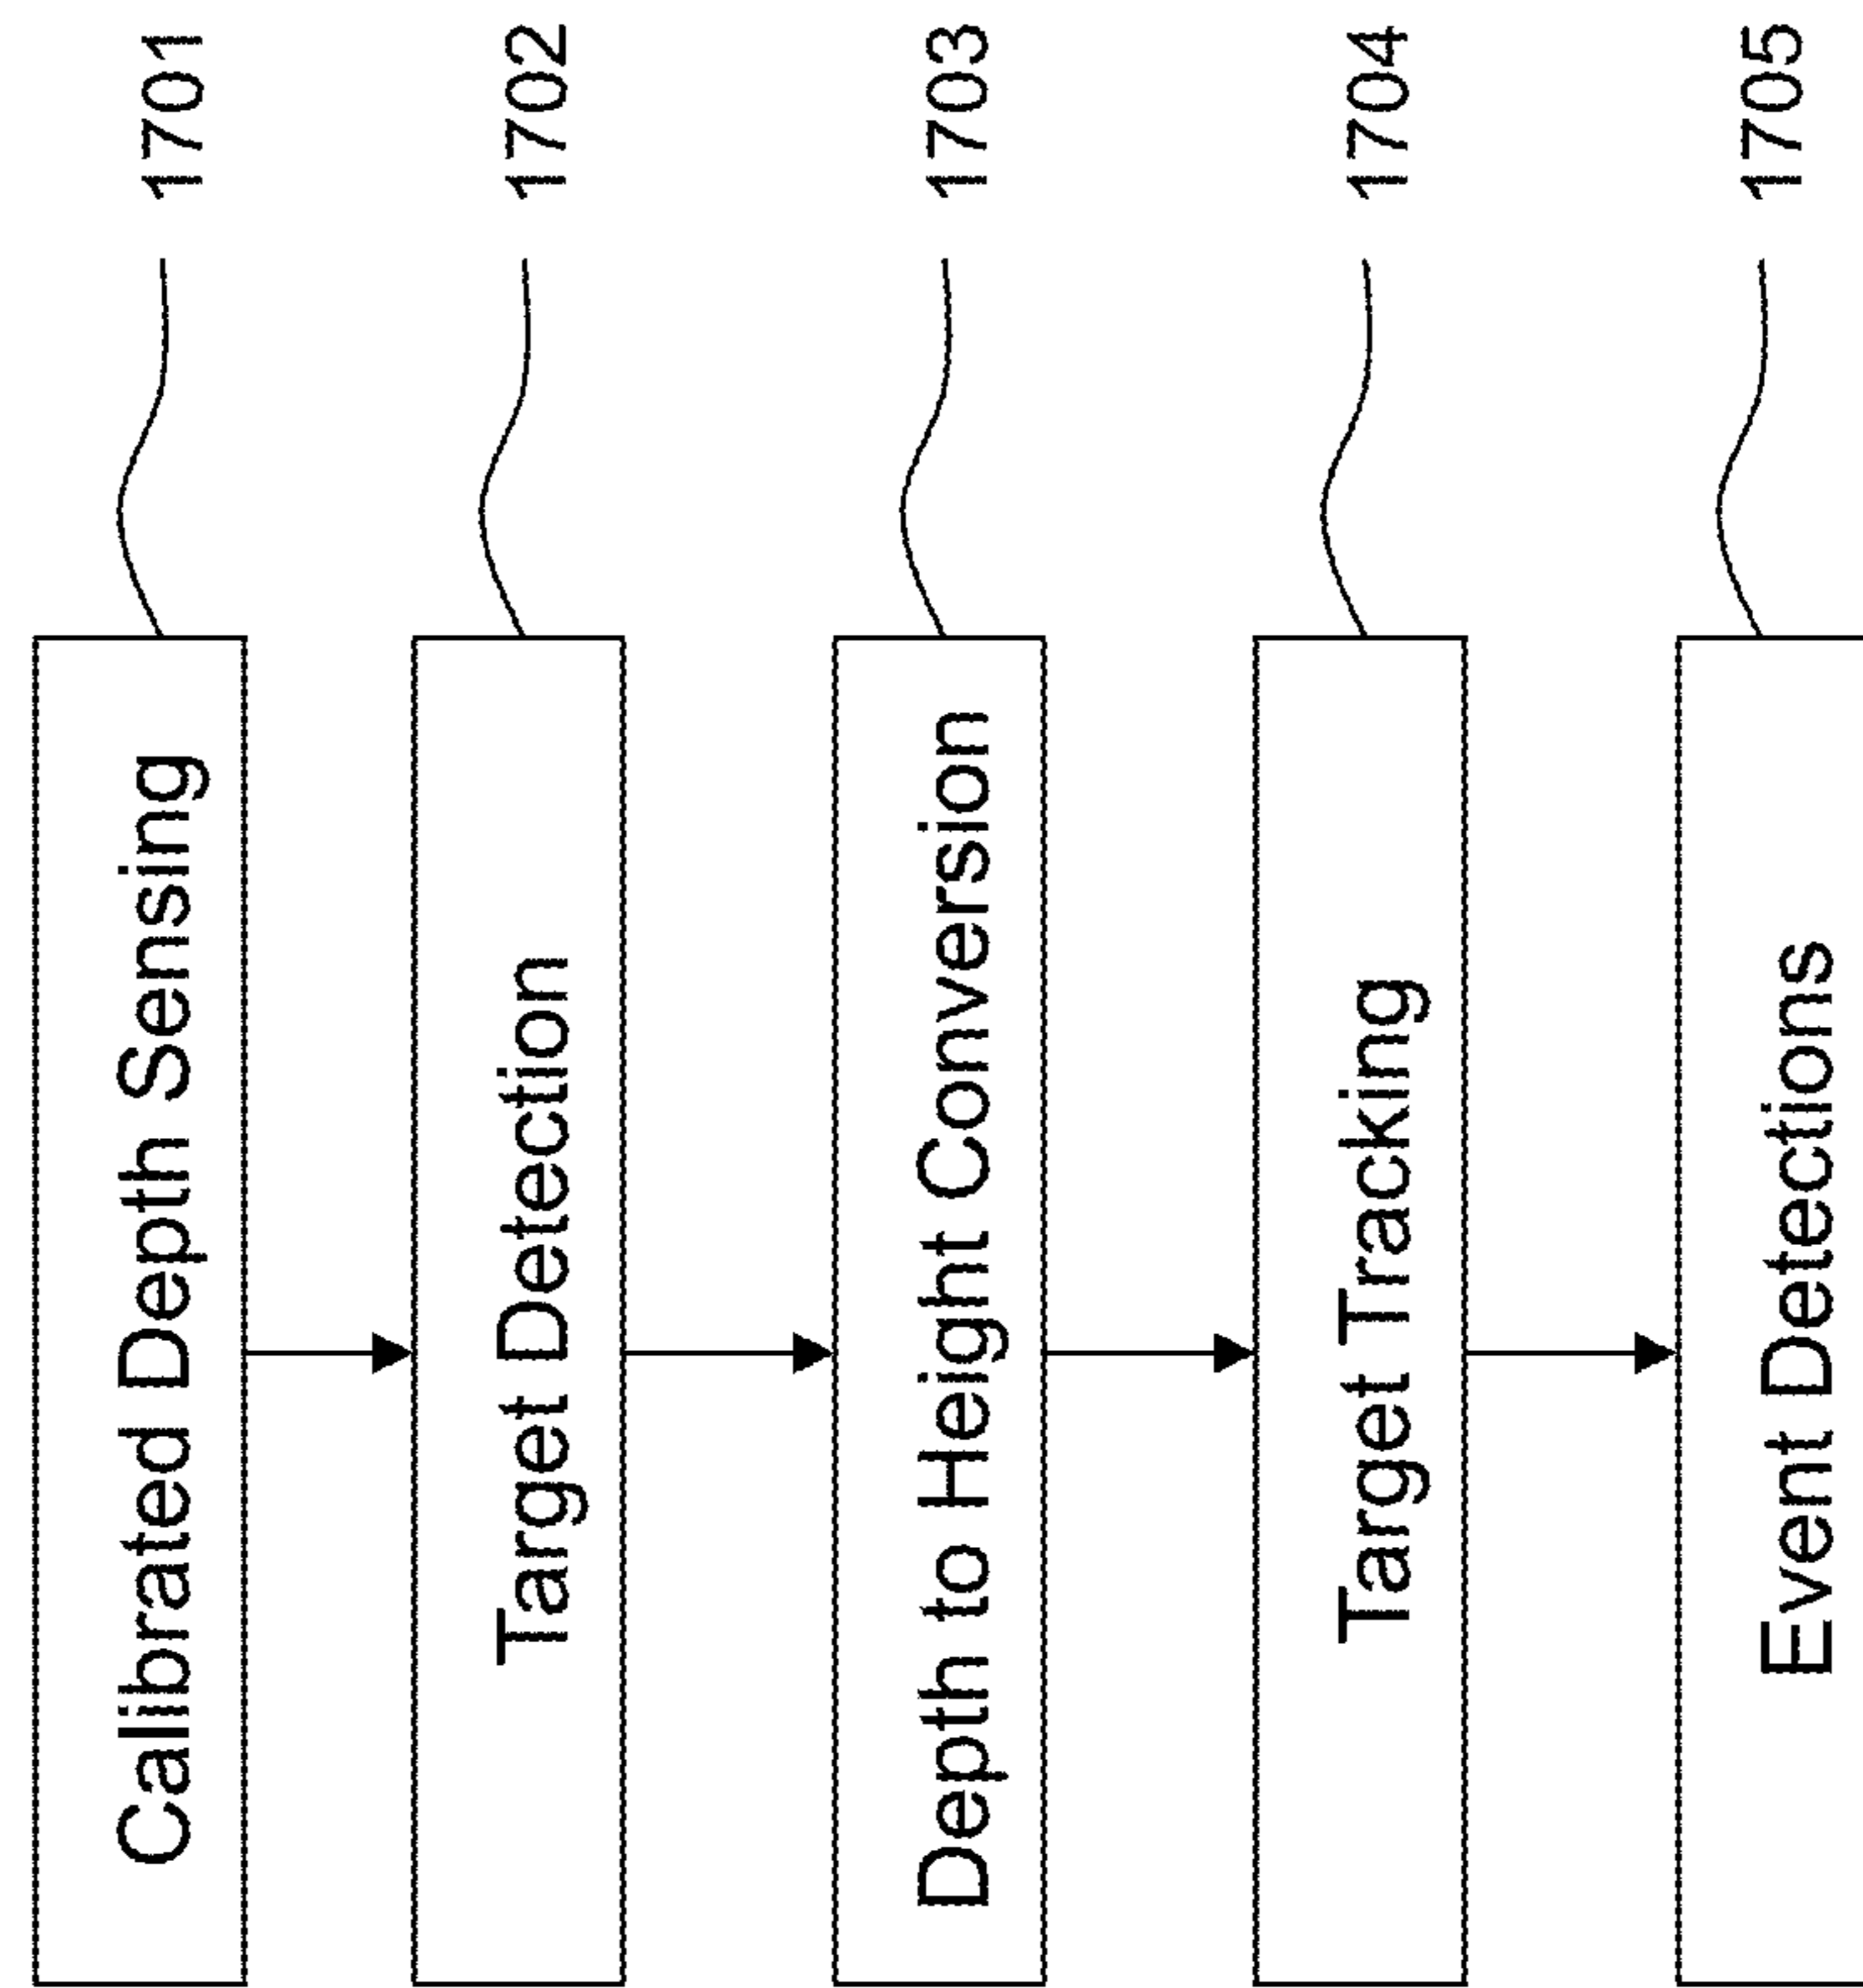 Calibrated Depth Sensing
1701
Target Detection
1702
Depth to Height Conversion
1703
Target Tracking
1704
Event Detections
1705